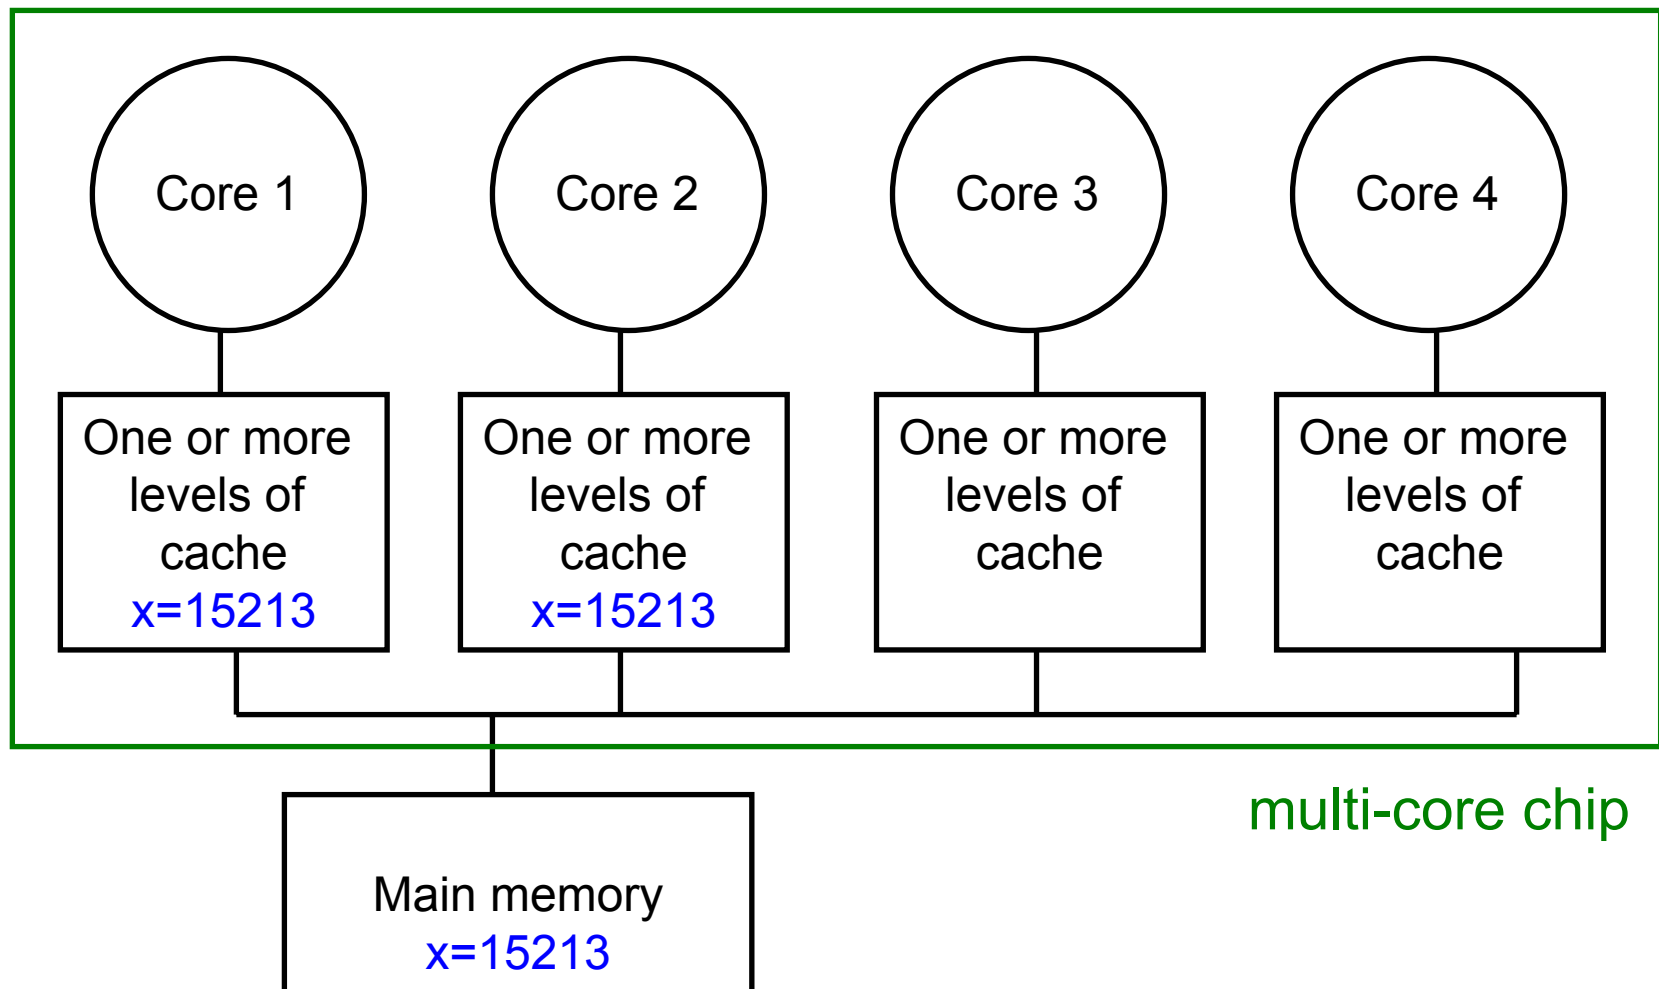 Core 1
Core 2
Core 3
Core 4
One or more
levels of
cache
x=15213
One or more
levels of
cache
x=15213
One or more
levels of
cache
One or more
levels of
cache
multi-core chip
Main memory
x=15213